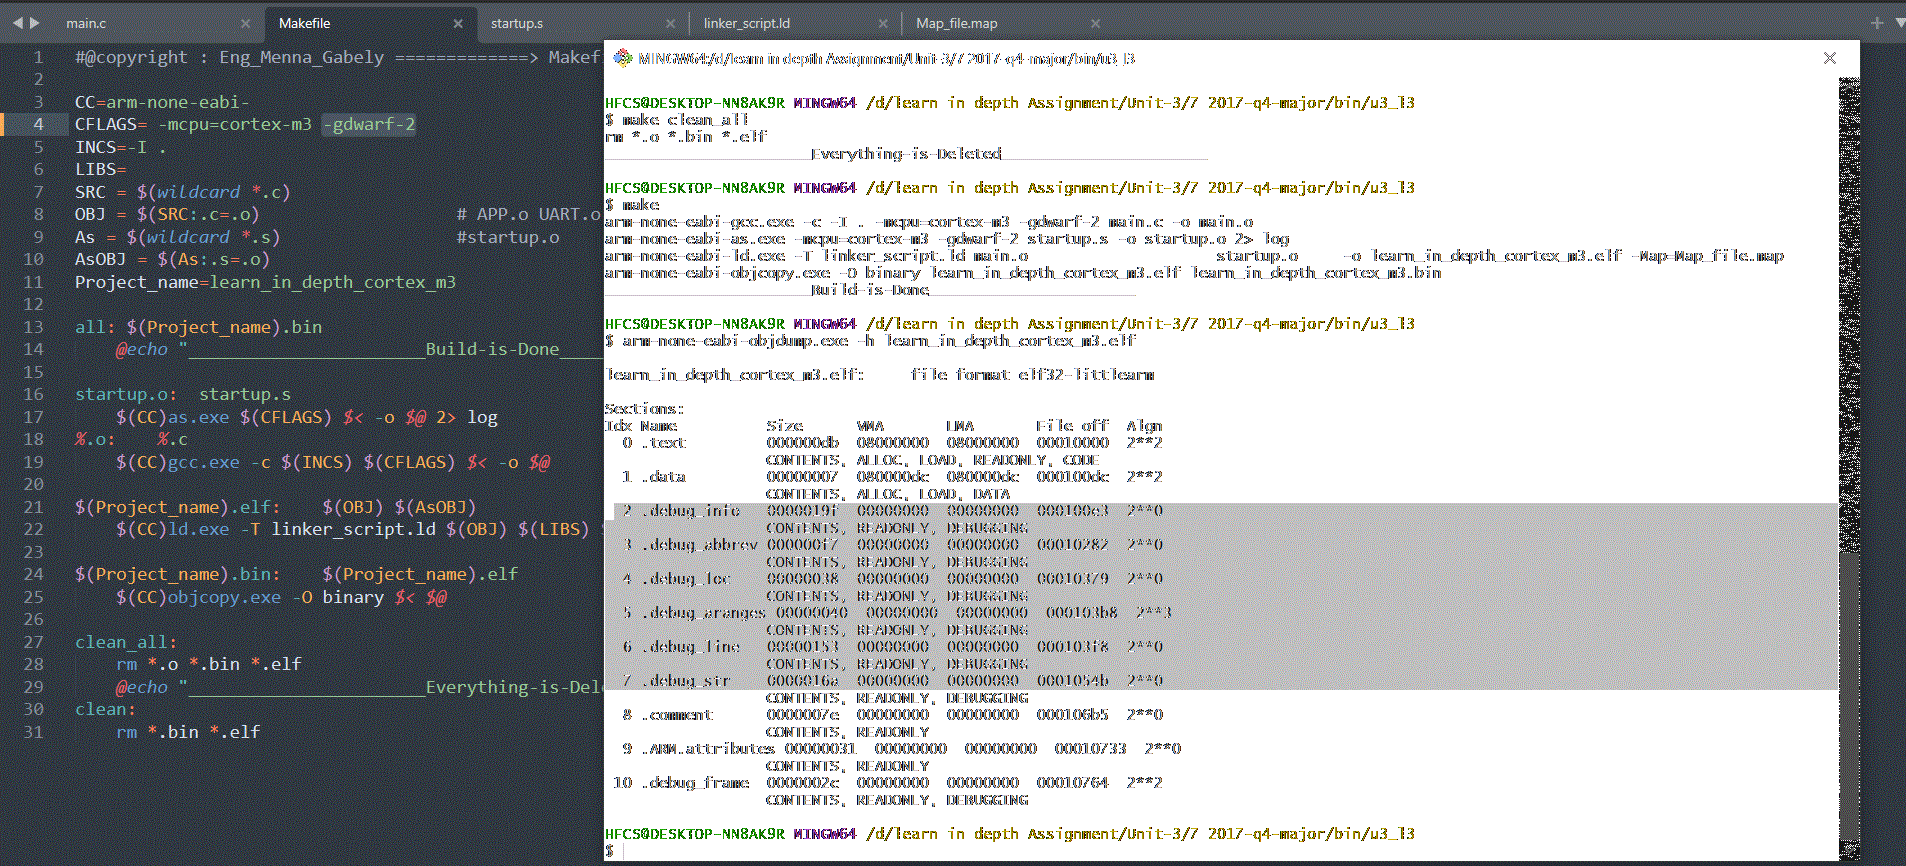 main.c
Makefile
startup.s
linker_script.ld
Map_file.map
1 #@copyright : Eng_Menna_Gabely =============> Makef
2
3 CC=arm-none-eabi-
4 CFLAGS= -mcpu=cortex-m3 -gdwarf-2
5 INCS=-I .
6 LIBS=
7 SRC = $(wildcard *.c)
8 OBJ = $(SRC:.c=.o) # APP.o UART.o
9 As = $(wildcard *.s) #startup.o
10 AsOBJ = $(As:.s=.o)
11 Project_name=learn_in_depth_cortex_m3
12
13 all: $(Project_name).bin
14 @echo "________________________Build-is-Done____
15
16 startup.o: startup.s
17 $(CC)as.exe $(CFLAGS) $< -o $@ 2> log
18 %.o: %.c
19 $(CC)gcc.exe -c $(INCS) $(CFLAGS) $< -o $@
20
21 $(Project_name).elf: $(OBJ) $(AsOBJ)
22 $(CC)ld.exe -T linker_script.ld $(OBJ) $(LIBS)
23
24 $(Project_name).bin: $(Project_name).elf
25 $(CC)objcopy.exe -O binary $< $@
26
27 clean_all:
28 rm *.o *.bin *.elf
29 @echo "________________________Everything-is-Del
30 clean:
31 rm *.bin *.elf
MINGW64:/d/learn in depth Assignment/Unit-3/7 2017-q4-major/bin/u3_l3
HFCS@DESKTOP-NN8AK9R MINGW64 /d/learn in depth Assignment/Unit-3/7 2017-q4-major/bin/u3_l3
$ make clean_all
rm *.o *.bin *.elf
_______________________Everything-is-Deleted_______________________
HFCS@DESKTOP-NN8AK9R MINGW64 /d/learn in depth Assignment/Unit-3/7 2017-q4-major/bin/u3_l3
$ make
arm-none-eabi-gcc.exe -c -I . -mcpu=cortex-m3 -gdwarf-2 main.c -o main.o
arm-none-eabi-as.exe -mcpu=cortex-m3 -gdwarf-2 startup.s -o startup.o 2> log
arm-none-eabi-ld.exe -T linker_script.ld main.o startup.o -o learn_in_depth_cortex_m3.elf -Map=Map_file.map
arm-none-eabi-objcopy.exe -O binary learn_in_depth_cortex_m3.elf learn_in_depth_cortex_m3.bin
_______________________Build-is-Done_______________________
HFCS@DESKTOP-NN8AK9R MINGW64 /d/learn in depth Assignment/Unit-3/7 2017-q4-major/bin/u3_l3
$ arm-none-eabi-objdump.exe -h learn_in_depth_cortex_m3.elf
learn_in_depth_cortex_m3.elf: file format elf32-littlearm
Sections:
Idx Name Size VMA LMA File off Algn
0 .text 000000db 08000000 08000000 00010000 2**2
CONTENTS, ALLOC, LOAD, READONLY, CODE
1 .data 00000007 080000dc 080000dc 000100dc 2**2
CONTENTS, ALLOC, LOAD, DATA
2 .debug_info 0000019f 00000000 00000000 000100e3 2**0
CONTENTS, READONLY, DEBUGGING
3 .debug_abbrev 000000f7 00000000 00000000 00010282 2**0
CONTENTS, READONLY, DEBUGGING
4 .debug_loc 00000038 00000000 00000000 00010379 2**0
CONTENTS, READONLY, DEBUGGING
5 .debug_aranges 00000040 00000000 00000000 000103b8 2**3
CONTENTS, READONLY, DEBUGGING
6 .debug_line 00000153 00000000 00000000 000103f8 2**0
CONTENTS, READONLY, DEBUGGING
7 .debug_str 0000016a 00000000 00000000 0001054b 2**0
CONTENTS, READONLY, DEBUGGING
8 .comment 0000007e 00000000 00000000 000106b5 2**0
CONTENTS, READONLY
9 .ARM.attributes 00000031 00000000 00000000 00010733 2**0
CONTENTS, READONLY
10 .debug_frame 0000002c 00000000 00000000 00010764 2**2
CONTENTS, READONLY, DEBUGGING
HFCS@DESKTOP-NN8AK9R MINGW64 /d/learn in depth Assignment/Unit-3/7 2017-q4-major/bin/u3_l3
$